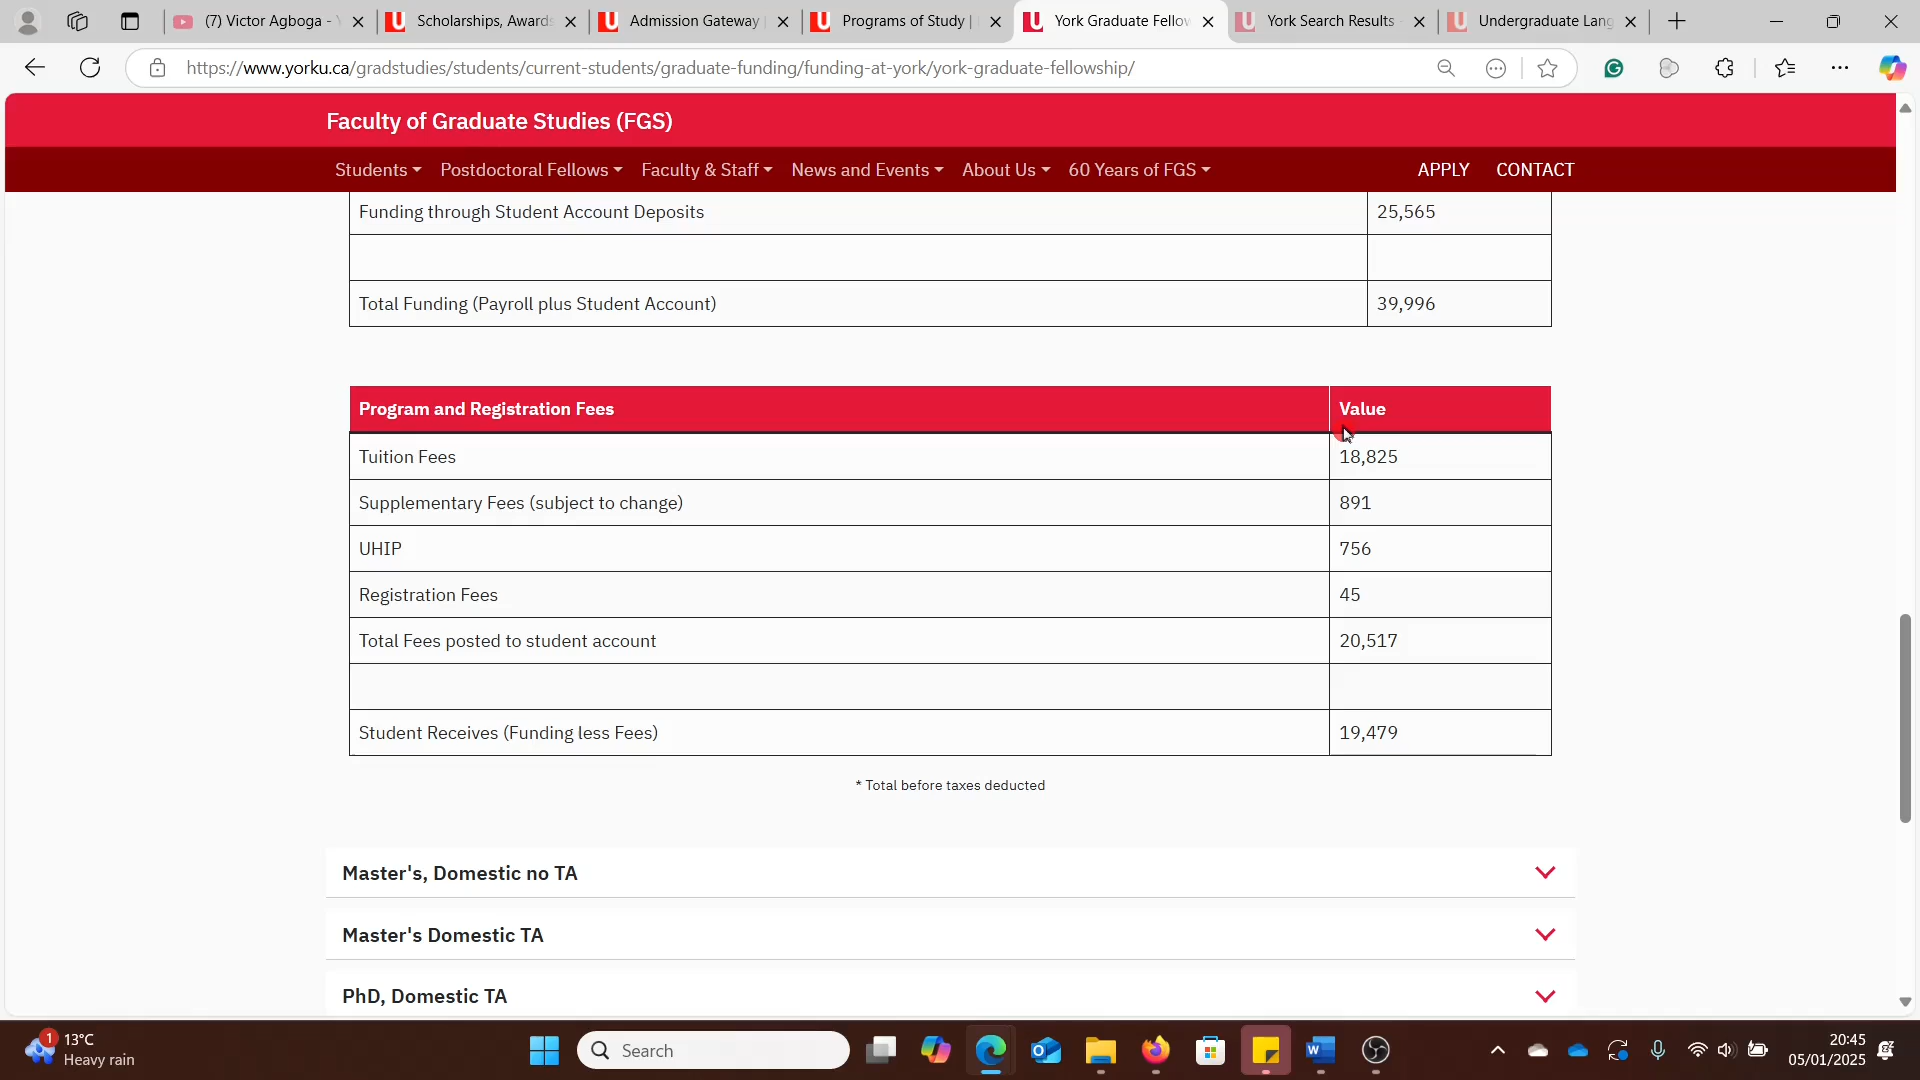 (7) Victor Agboga -
Scholarships, Awards
Admission Gateway
Programs of Study |
York Graduate Fellow
York Search Results
Undergraduate Lang
https://www.yorku.ca/gradstudies/students/current-students/graduate-funding/funding-at-york/york-graduate-fellowship/
Faculty of Graduate Studies (FGS)
Students Postdoctoral Fellows Faculty & Staff News and Events About Us 60 Years of FGS APPLY CONTACT
Funding through Student Account Deposits 25,565
Total Funding (Payroll plus Student Account) 39,996
Program and Registration Fees Value
Tuition Fees 18,825
Supplementary Fees (subject to change) 891
UHIP 756
Registration Fees 45
Total Fees posted to student account 20,517
Student Receives (Funding less Fees) 19,479
* Total before taxes deducted
Master's, Domestic no TA
Master's Domestic TA
PhD, Domestic TA
1
13°C
Heavy rain
Search
20:45
05/01/2025